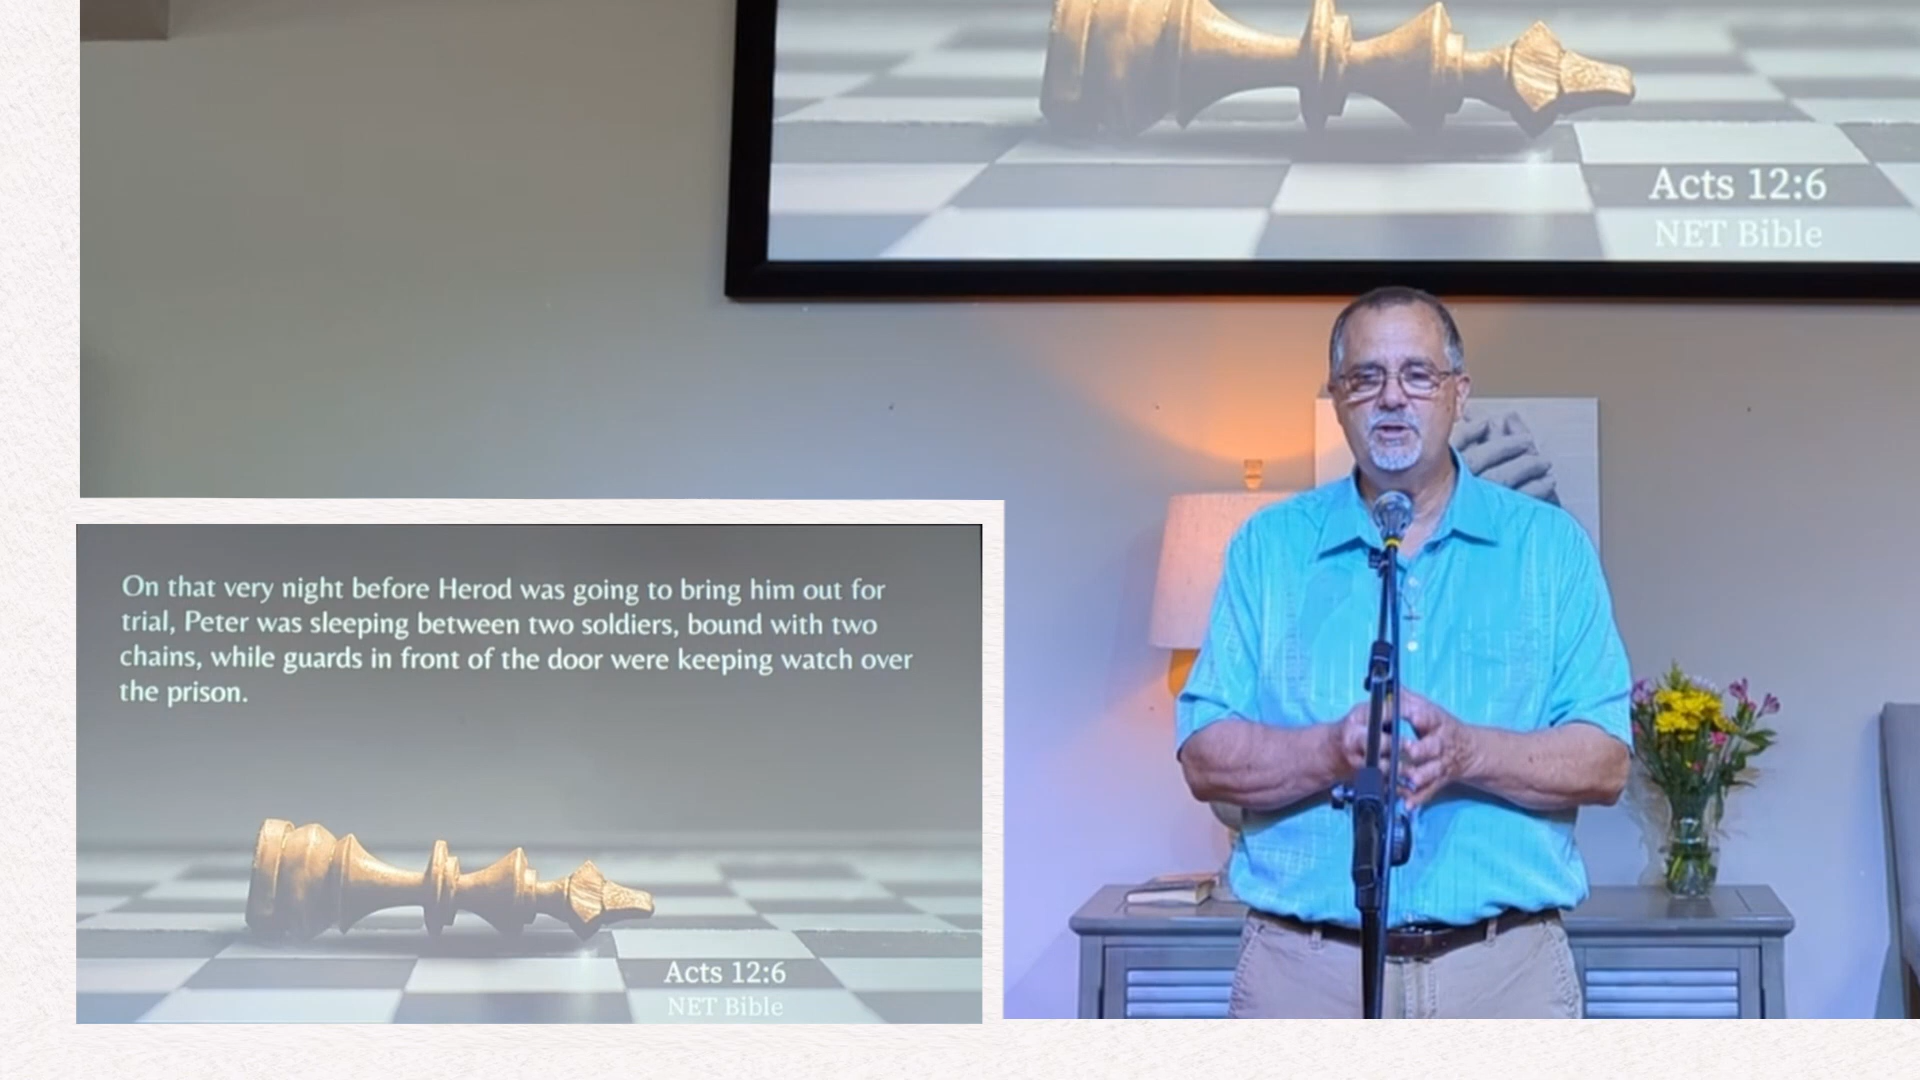 Acts 12:6
NET Bible
On that very night before Herod was going to bring him out for
trial, Peter was sleeping between two soldiers, bound with two
chains, while guards in front of the door were keeping watch over
the prison.
Acts 12:6
NET Bible